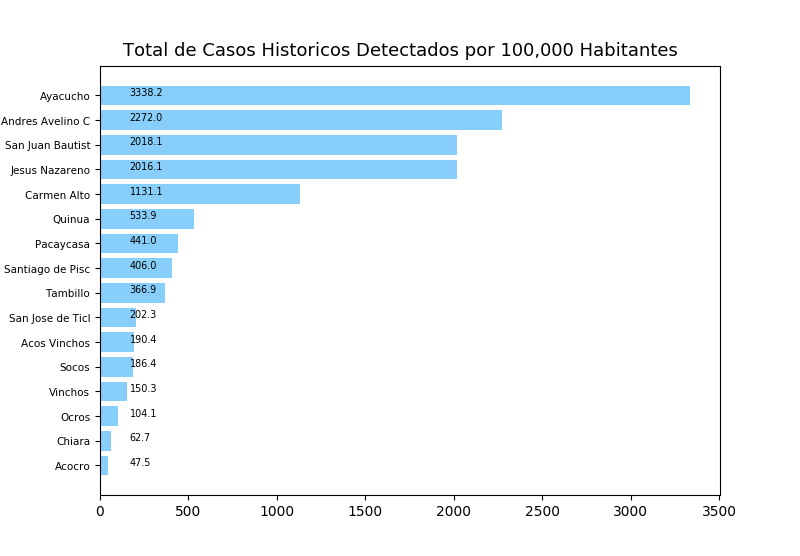 Total de Casos Historicos Detectados por 100,000 Habitantes
Ayacucho 3338.2
Andres Avelino C 2272.0
San Juan Bautist 2018.1
Jesus Nazareno 2016.1
Carmen Alto 1131.1
Quinua 533.9
Pacaycasa 441.0
Santiago de Pisc 406.0
Tambillo 366.9
San Jose de Ticl 202.3
Acos Vinchos 190.4
Socos 186.4
Vinchos 150.3
Ocros 104.1
Chiara 62.7
Acocro 47.5
0 500 1000 1500 2000 2500 3000 3500